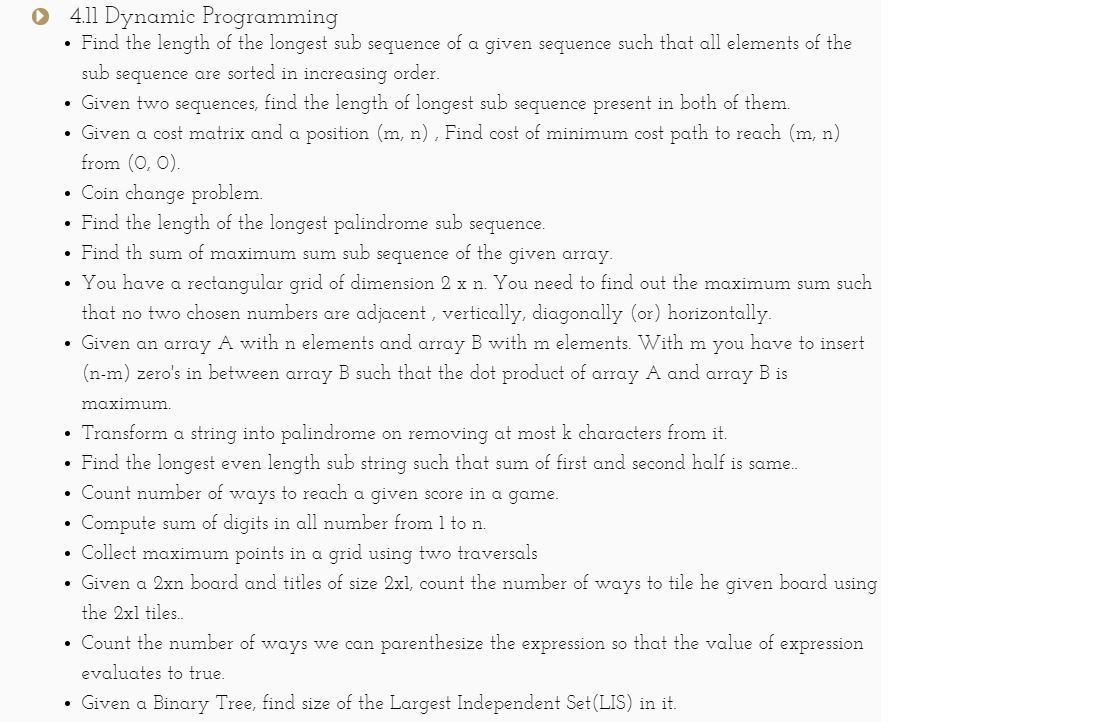 4.11 Dynamic Programming
• Find the length of the longest sub sequence of a given sequence such that all elements of the
sub sequence are sorted in increasing order.
• Given two sequences, find the length of longest sub sequence present in both of them.
• Given a cost matrix and a position (m, n) , Find cost of minimum cost path to reach (m, n)
from (0, 0).
• Coin change problem.
• Find the length of the longest palindrome sub sequence.
• Find th sum of maximum sum sub sequence of the given array.
• You have a rectangular grid of dimension 2 x n. You need to find out the maximum sum such
that no two chosen numbers are adjacent , vertically, diagonally (or) horizontally.
• Given an array A with n elements and array B with m elements. With m you have to insert
(n-m) zero's in between array B such that the dot product of array A and array B is
maximum.
• Transform a string into palindrome on removing at most k characters from it.
• Find the longest even length sub string such that sum of first and second half is same..
• Count number of ways to reach a given score in a game.
• Compute sum of digits in all number from 1 to n.
• Collect maximum points in a grid using two traversals
• Given a 2xn board and titles of size 2x1, count the number of ways to tile he given board using
the 2x1 tiles..
• Count the number of ways we can parenthesize the expression so that the value of expression
evaluates to true.
• Given a Binary Tree, find size of the Largest Independent Set(LIS) in it.